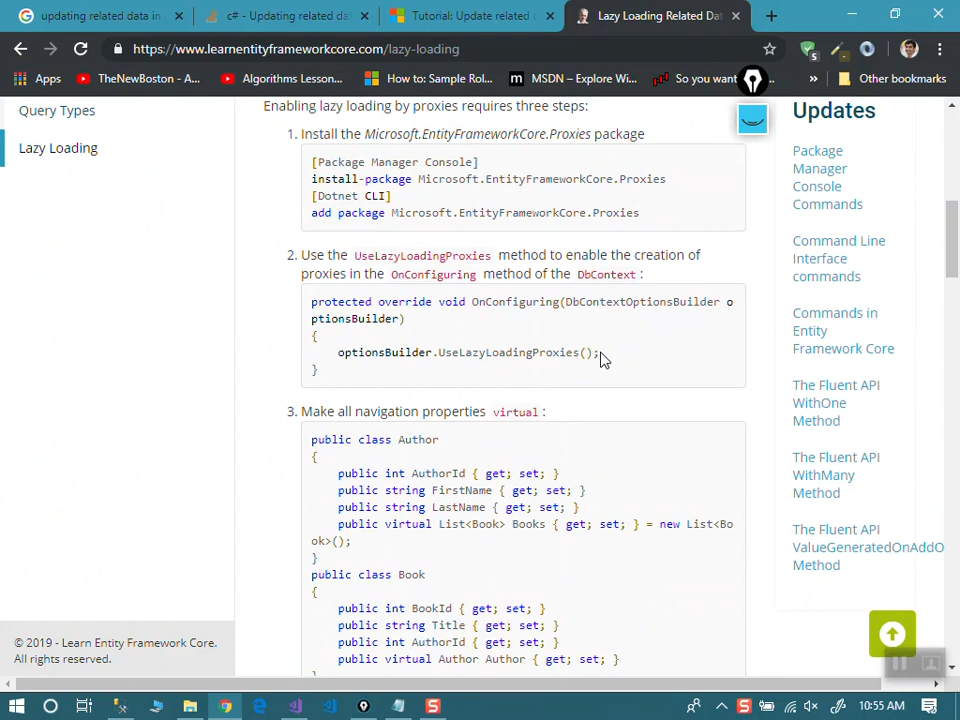 updating related data in
c# - Updating related da
Tutorial: Update related
Lazy Loading Related Dat
https://www.learnentityframeworkcore.com/lazy-loading
Apps
TheNewBoston - A...
Algorithms Lesson...
How to: Sample Rol...
MSDN – Explore Wi...
So you want
»
Other bookmarks
Query Types
Lazy Loading
Enabling lazy loading by proxies requires three steps:
1. Install the Microsoft.EntityFrameworkCore.Proxies package
[Package Manager Console]
install-package Microsoft.EntityFrameworkCore.Proxies
[Dotnet CLI]
add package Microsoft.EntityFrameworkCore.Proxies
2. Use the UseLazyLoadingProxies method to enable the creation of
proxies in the OnConfiguring method of the DbContext :
protected override void OnConfiguring(DbContextOptionsBuilder o
ptionsBuilder)
{
optionsBuilder.UseLazyLoadingProxies();
}
3. Make all navigation properties virtual :
public class Author
{
public int AuthorId { get; set; }
public string FirstName { get; set; }
public string LastName { get; set; }
public virtual List<Book> Books { get; set; } = new List<Bo
ok>();
}
public class Book
{
public int BookId { get; set; }
public string Title { get; set; }
public int AuthorId { get; set; }
public virtual Author Author { get; set; }
Updates
Package
Manager
Console
Commands
Command Line
Interface
commands
Commands in
Entity
Framework Core
The Fluent API
WithOne
Method
The Fluent API
WithMany
Method
The Fluent API
ValueGeneratedOnAddO
Method
© 2019 - Learn Entity Framework Core.
All rights reserved.
10:55 AM